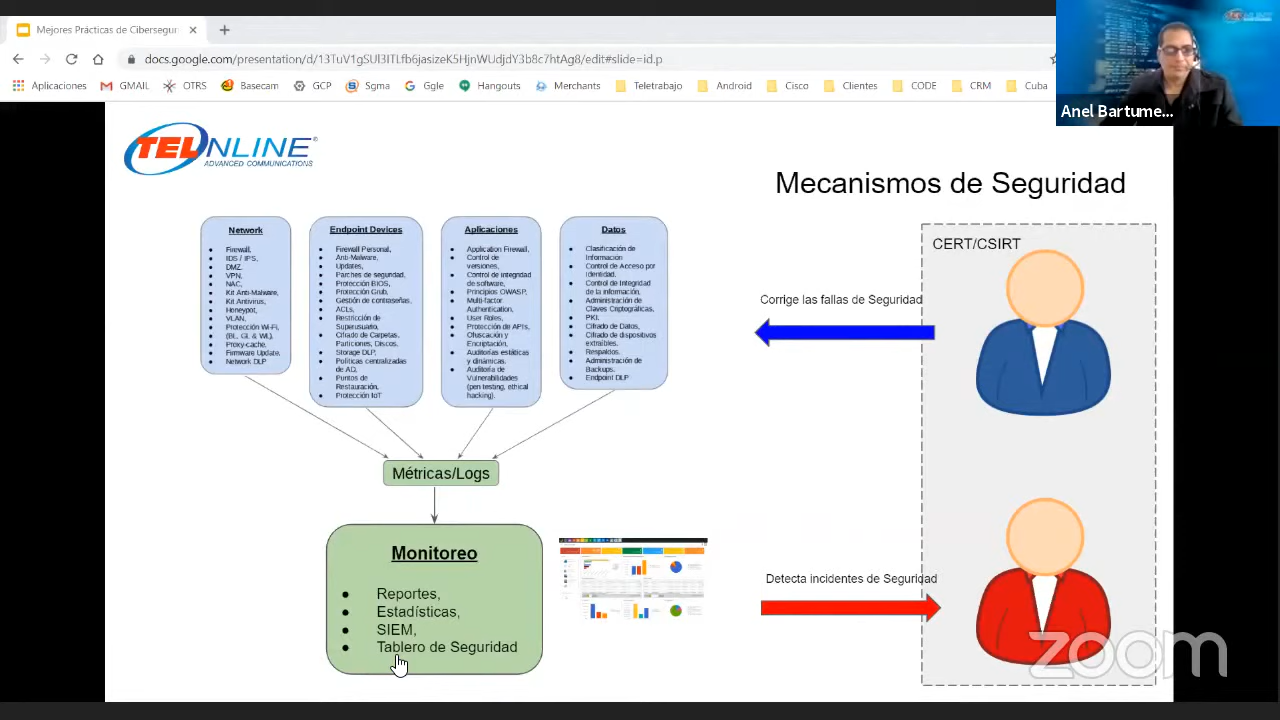 Mejores Prácticas de Cibersegur
docs.google.com/presentation/d/
/edit#slide=id.p
Aplicaciones
GMAIL
OTRS
Basecam
GCP
Sgma
Google
Hangouts
Merchants
Teletrabajo
Android
Cisco
Clientes
CODE
CRM
Cuba
Anel Bartume...
TELONLINE
ADVANCED COMMUNICATIONS
Mecanismos de Seguridad
Network
Firewall,
IDS / IPS,
DMZ,
VPN,
NAC,
Kit Anti-Malware,
Kit Antivirus,
Honeypot,
VLAN,
Protección Wi-Fi,
(BL, GL & WL),
Proxy-cache,
Firmware Update,
Network DLP
Endpoint Devices
Firewall Personal,
Anti-Malware,
Updates,
Parches de seguridad,
Protección BIOS,
Protección Grub,
Gestión de contraseñas,
ACLs,
Restricción de
Superusuario,
Cifrado de Carpetas,
Particiones, Discos,
Storage DLP,
Políticas centralizadas
de AD,
Puntos de
Restauración,
Protección IoT
Aplicaciones
Application Firewall,
Control de
versiones,
Control de integridad
de software,
Principios OWASP,
Multi-factor
Authentication,
User Roles,
Protección de APIs,
Ofuscación y
Encriptación,
Auditorías estáticas
y dinámicas,
Auditoría de
Vulnerabilidades
(pen testing, ethical
hacking).
Datos
Clasificación de
Información
Control de Acceso por
Identidad,
Control de Integridad
de la Información,
Administración de
Claves Criptográficas,
PKI,
Cifrado de Datos,
Cifrado de dispositivos
extraíbles,
Respaldos,
Administración de
Backups.
Endpoint DLP
CERT/CSIRT
Corrige las fallas de Seguridad
Métricas/Logs
Monitoreo
Reportes,
Estadísticas,
SIEM,
Tablero de Seguridad
Detecta incidentes de Seguridad
zoom